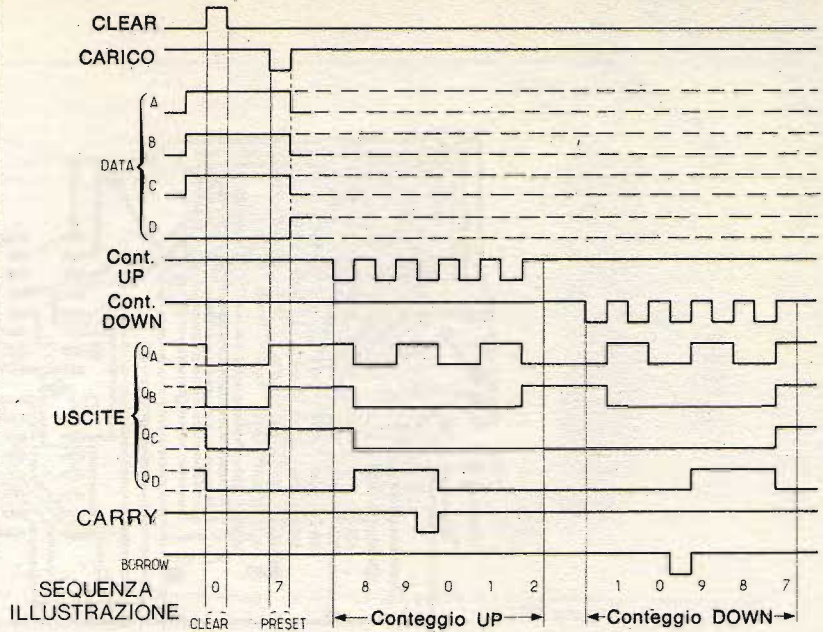 CLEAR
CARICO
A
B
DATA
C
D
Cont.
UP
Cont.
DOWN
QA
QB
USCITE
QC
QD
CARRY
BORROW
SEQUENZA
ILLUSTRAZIONE
0 7 8 9 0 1 2 1 0 9 8 7
CLEAR PRESET Conteggio UP Conteggio DOWN